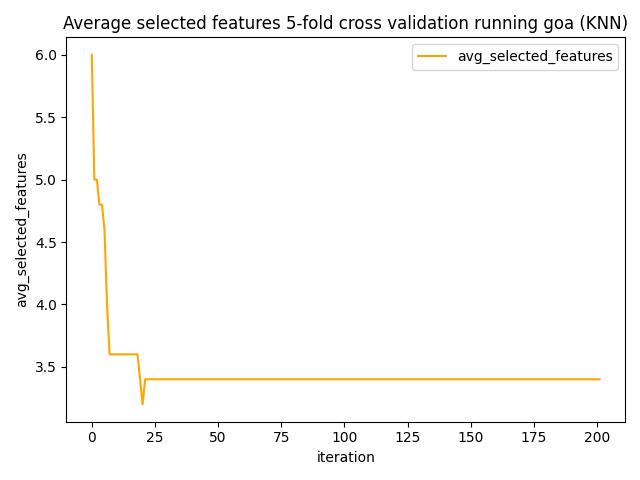 Average selected features 5-fold cross validation running goa (KNN)
avg_selected_features
avg_selected_features
6.0
5.5
5.0
4.5
4.0
3.5
0 25 50 75 100 125 150 175 200
iteration